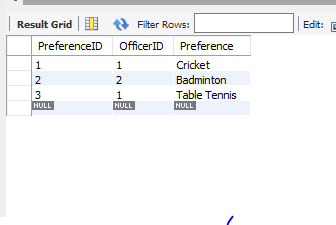 Result Grid Filter Rows: Edit:
PreferenceID OfficerID Preference
1 1 Cricket
2 2 Badminton
3 1 Table Tennis
NULL NULL NULL